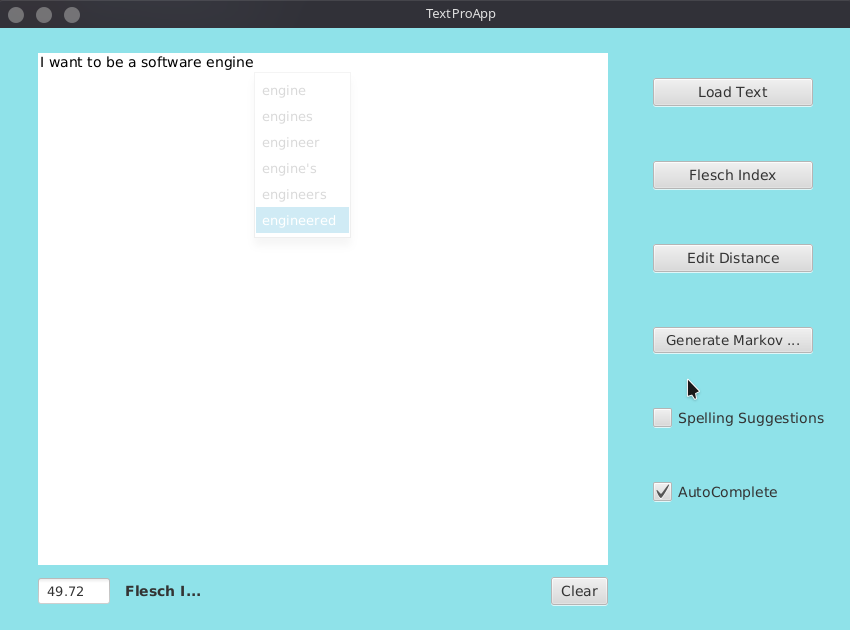 TextProApp
I want to be a software engine
engine
engines
engineer
engine's
engineers
engineered
Load Text
Flesch Index
Edit Distance
Generate Markov ...
Spelling Suggestions
AutoComplete
49.72
Flesch I...
Clear